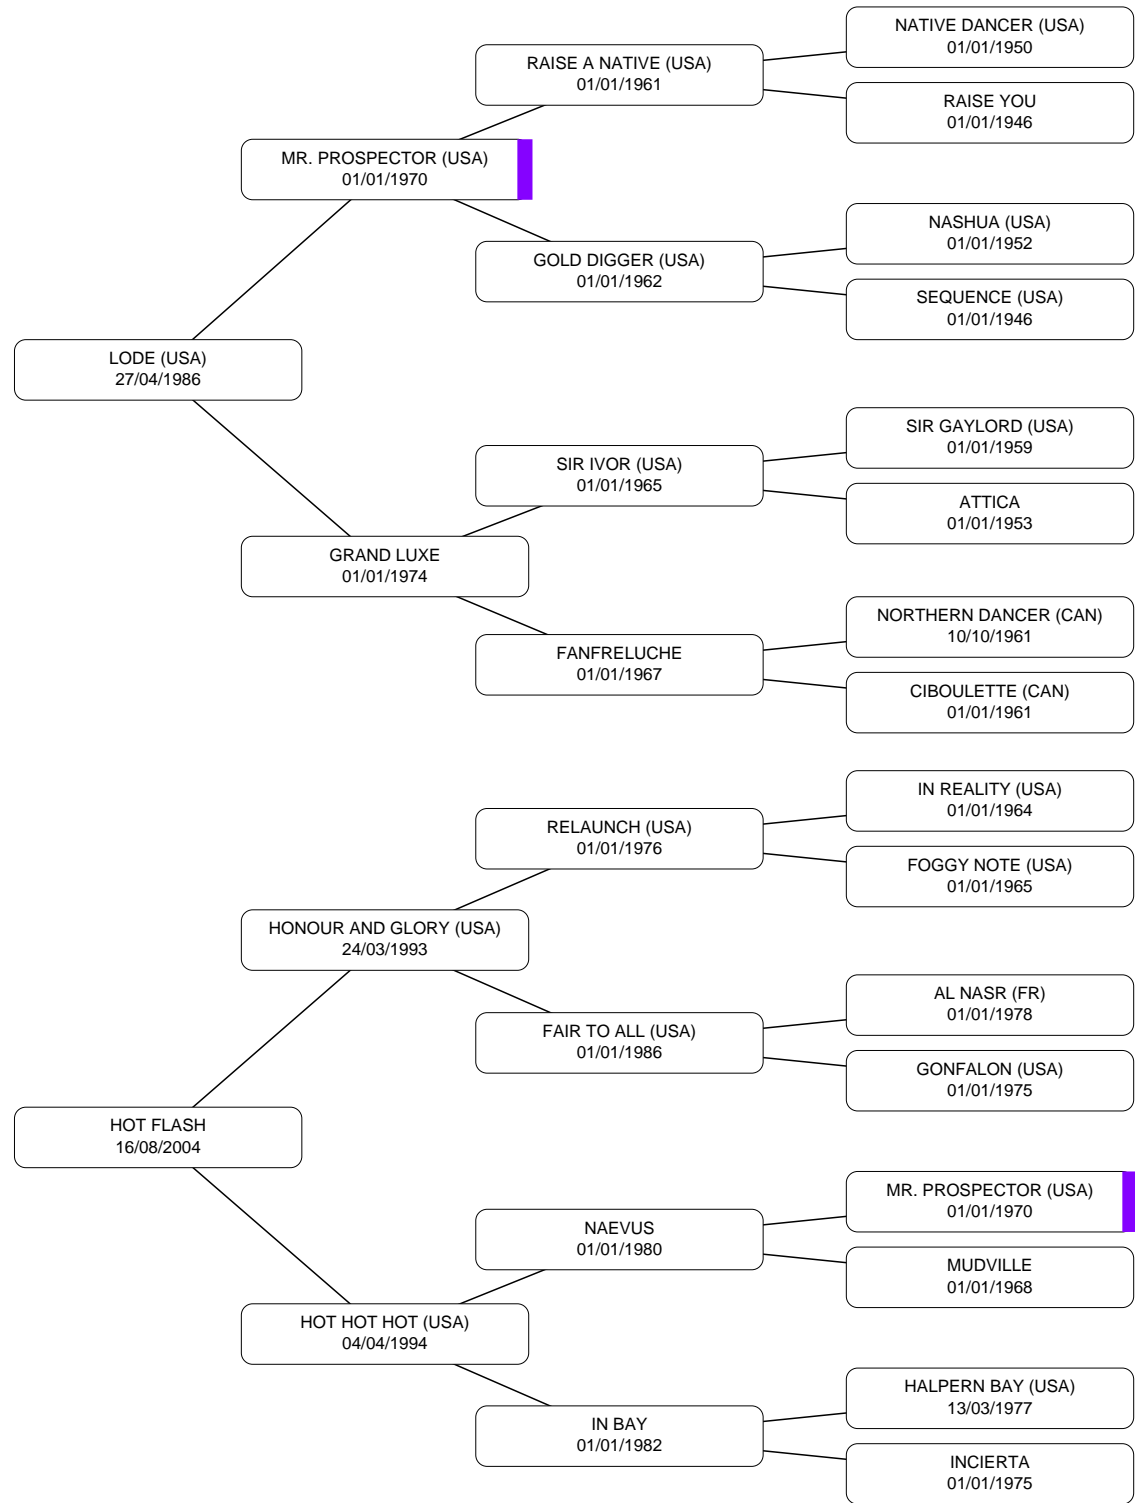 NATIVE DANCER (USA)
01/01/1950
RAISE A NATIVE (USA)
01/01/1961
RAISE YOU
01/01/1946
MR. PROSPECTOR (USA)
01/01/1970
NASHUA (USA)
01/01/1952
GOLD DIGGER (USA)
01/01/1962
SEQUENCE (USA)
01/01/1946
LODE (USA)
27/04/1986
SIR GAYLORD (USA)
01/01/1959
SIR IVOR (USA)
01/01/1965
ATTICA
01/01/1953
GRAND LUXE
01/01/1974
NORTHERN DANCER (CAN)
10/10/1961
FANFRELUCHE
01/01/1967
CIBOULETTE (CAN)
01/01/1961
IN REALITY (USA)
01/01/1964
RELAUNCH (USA)
01/01/1976
FOGGY NOTE (USA)
01/01/1965
HONOUR AND GLORY (USA)
24/03/1993
AL NASR (FR)
01/01/1978
FAIR TO ALL (USA)
01/01/1986
GONFALON (USA)
01/01/1975
HOT FLASH
16/08/2004
MR. PROSPECTOR (USA)
01/01/1970
NAEVUS
01/01/1980
MUDVILLE
01/01/1968
HOT HOT HOT (USA)
04/04/1994
HALPERN BAY (USA)
13/03/1977
IN BAY
01/01/1982
INCIERTA
01/01/1975